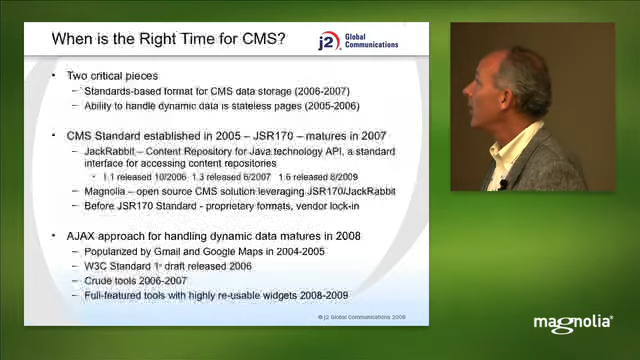 When is the Right Time for CMS?
j2 Global Communications
• Two critical pieces
– Standards-based format for CMS data storage (2006-2007)
– Ability to handle dynamic data is stateless pages (2005-2006)
• CMS Standard established in 2005 – JSR170 – matures in 2007
– JackRabbit – Content Repository for Java technology API, a standard
interface for accessing content repositories
• 1.1 released 10/2006 1.3 released 6/2007 1.6 released 8/2009
– Magnolia – open source CMS solution leveraging JSR170/JackRabbit
– Before JSR170 Standard - proprietary formats, vendor lock-in
• AJAX approach for handling dynamic data matures in 2008
– Popularized by Gmail and Google Maps in 2004-2005
– W3C Standard 1st draft released 2006
– Crude tools 2006-2007
– Full-featured tools with highly re-usable widgets 2008-2009
© j2 Global Communications 2009
magnolia®